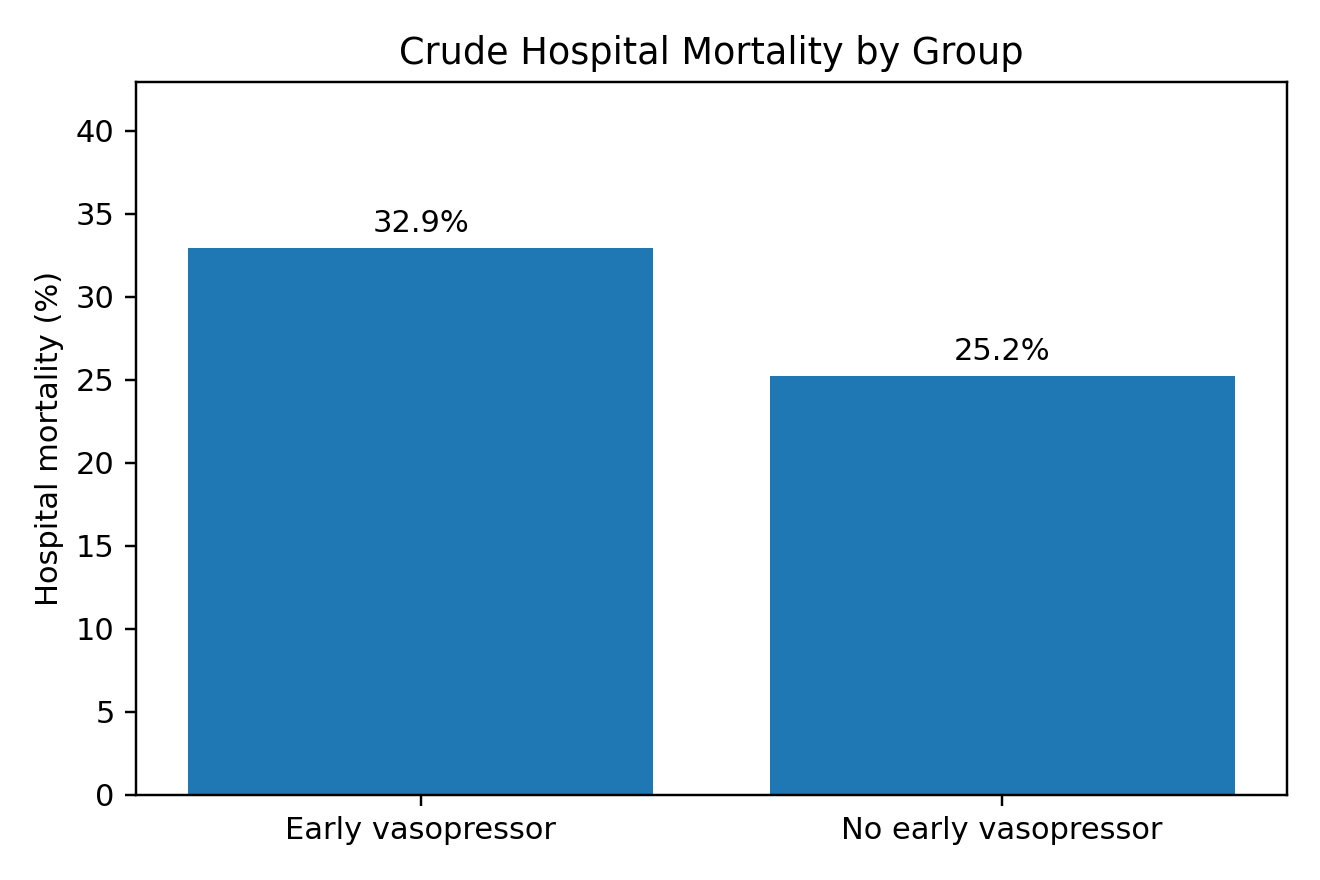 Crude Hospital Mortality by Group
Hospital mortality (%)
40
35
30
25
20
15
10
5
0
32.9%
25.2%
Early vasopressor
No early vasopressor